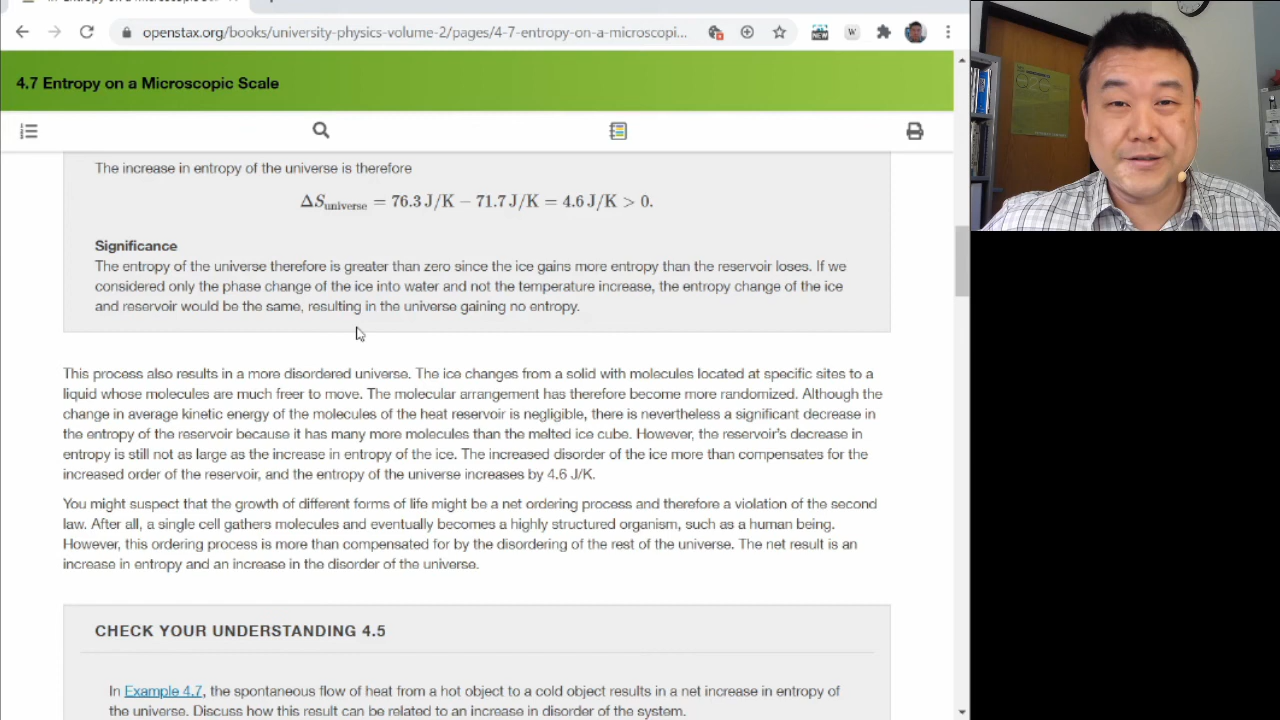 openstax.org/books/university-physics-volume-2/pages/4-7-entropy-on-a-microscopi...
NEW
W
4.7 Entropy on a Microscopic Scale
The increase in entropy of the universe is therefore
ΔSuniverse = 76.3 J/K − 71.7 J/K = 4.6 J/K > 0.
Significance
The entropy of the universe therefore is greater than zero since the ice gains more entropy than the reservoir loses. If we
considered only the phase change of the ice into water and not the temperature increase, the entropy change of the ice
and reservoir would be the same, resulting in the universe gaining no entropy.
This process also results in a more disordered universe. The ice changes from a solid with molecules located at specific sites to a
liquid whose molecules are much freer to move. The molecular arrangement has therefore become more randomized. Although the
change in average kinetic energy of the molecules of the heat reservoir is negligible, there is nevertheless a significant decrease in
the entropy of the reservoir because it has many more molecules than the melted ice cube. However, the reservoir's decrease in
entropy is still not as large as the increase in entropy of the ice. The increased disorder of the ice more than compensates for the
increased order of the reservoir, and the entropy of the universe increases by 4.6 J/K.
You might suspect that the growth of different forms of life might be a net ordering process and therefore a violation of the second
law. After all, a single cell gathers molecules and eventually becomes a highly structured organism, such as a human being.
However, this ordering process is more than compensated for by the disordering of the rest of the universe. The net result is an
increase in entropy and an increase in the disorder of the universe.
CHECK YOUR UNDERSTANDING 4.5
In Example 4.7, the spontaneous flow of heat from a hot object to a cold object results in a net increase in entropy of
the universe. Discuss how this result can be related to an increase in disorder of the system.